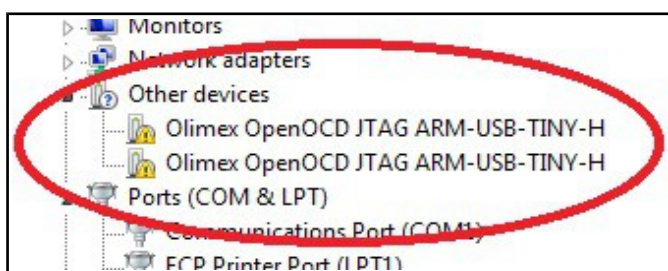 Monitors
Network adapters
Other devices
Olimex OpenOCD JTAG ARM-USB-TINY-H
Olimex OpenOCD JTAG ARM-USB-TINY-H
Ports (COM & LPT)
Communications Port (COM1)
ECP Printer Port (LPT1)